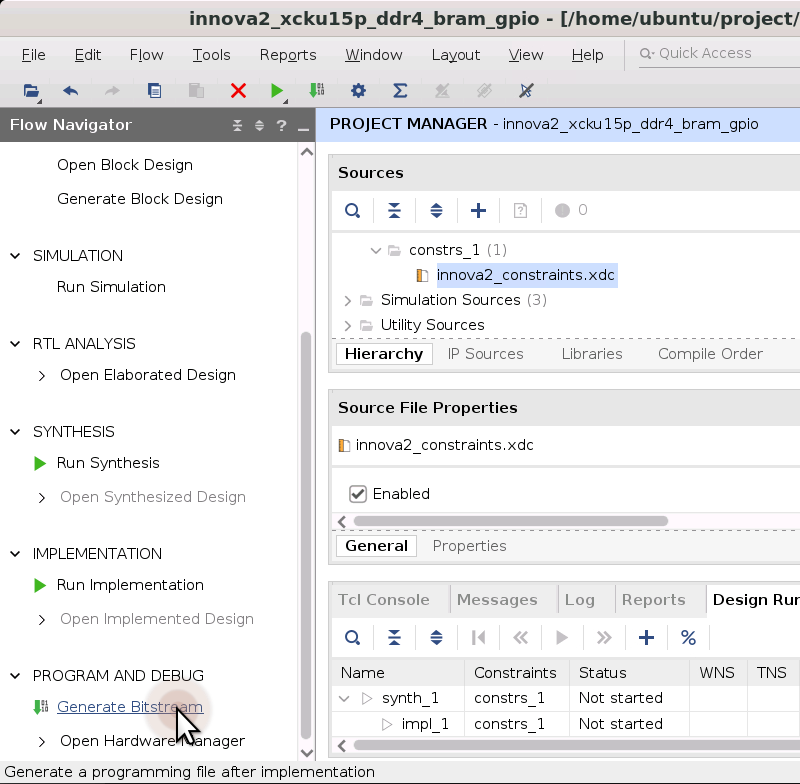 innova2_xcku15p_ddr4_bram_gpio - [/home/ubuntu/project/
File Edit Flow Tools Reports Window Layout View Help Quick Access
Flow Navigator
Open Block Design
Generate Block Design
SIMULATION
Run Simulation
RTL ANALYSIS
Open Elaborated Design
SYNTHESIS
Run Synthesis
Open Synthesized Design
IMPLEMENTATION
Run Implementation
Open Implemented Design
PROGRAM AND DEBUG
Generate Bitstream
Open Hardware Manager
PROJECT MANAGER - innova2_xcku15p_ddr4_bram_gpio
Sources
0
constrs_1 (1)
innova2_constraints.xdc
Simulation Sources (3)
Utility Sources
Hierarchy IP Sources Libraries Compile Order
Source File Properties
innova2_constraints.xdc
Enabled
General Properties
Tcl Console Messages Log Reports Design Run
Name Constraints Status WNS TNS
synth_1 constrs_1 Not started
impl_1 constrs_1 Not started
Generate a programming file after implementation